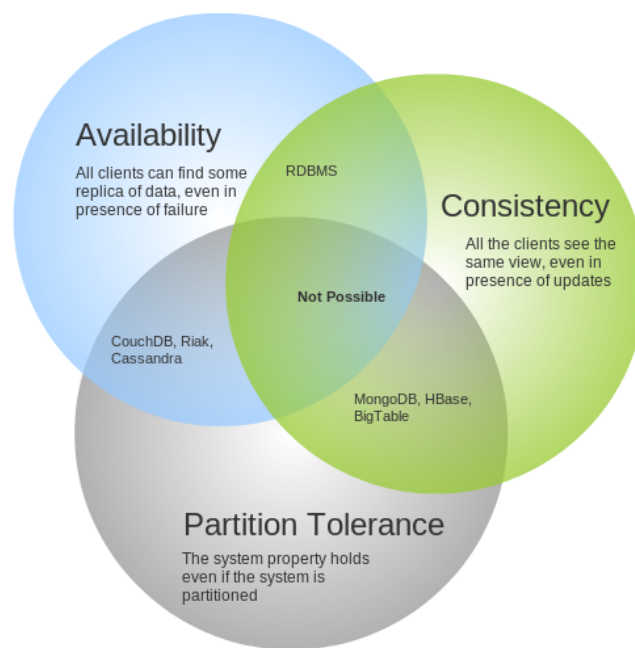 Availability
All clients can find some
replica of data, even in
presence of failure
RDBMS
Consistency
All the clients see the
same view, even in
presence of updates
Not Possible
CouchDB, Riak,
Cassandra
MongoDB, HBase,
BigTable
Partition Tolerance
The system property holds
even if the system is
partitioned